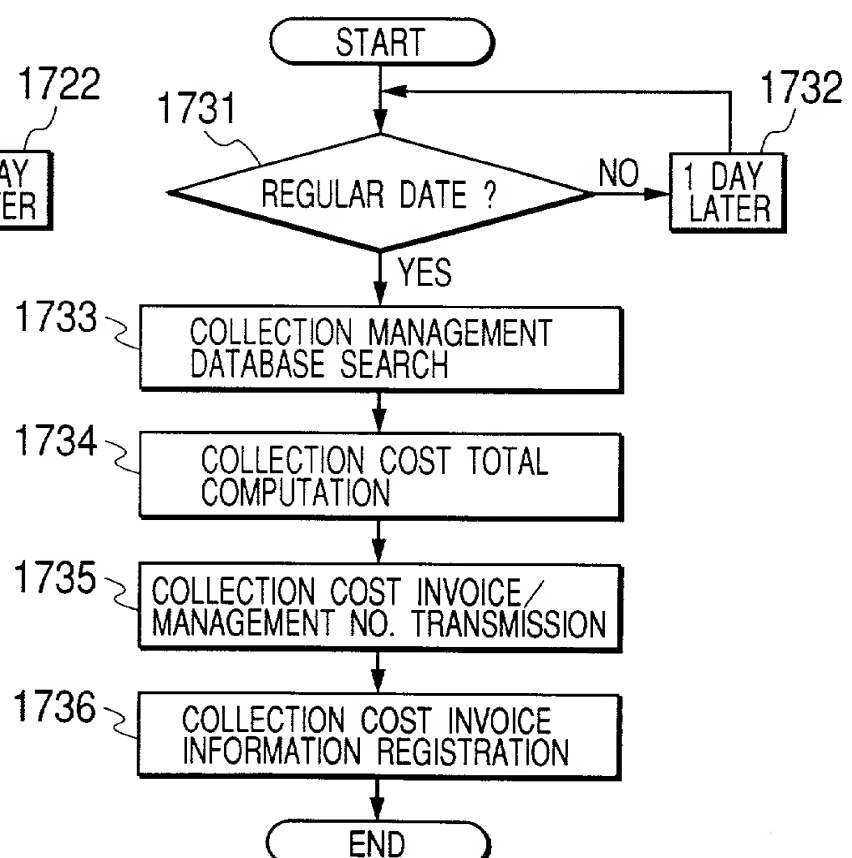 START
1722
1731
1732
REGULAR DATE ?
NO
1 DAY
LATER
YES
1733
COLLECTION MANAGEMENT
DATABASE SEARCH
1734
COLLECTION COST TOTAL
COMPUTATION
1735
COLLECTION COST INVOICE/
MANAGEMENT NO. TRANSMISSION
1736
COLLECTION COST INVOICE
INFORMATION REGISTRATION
END